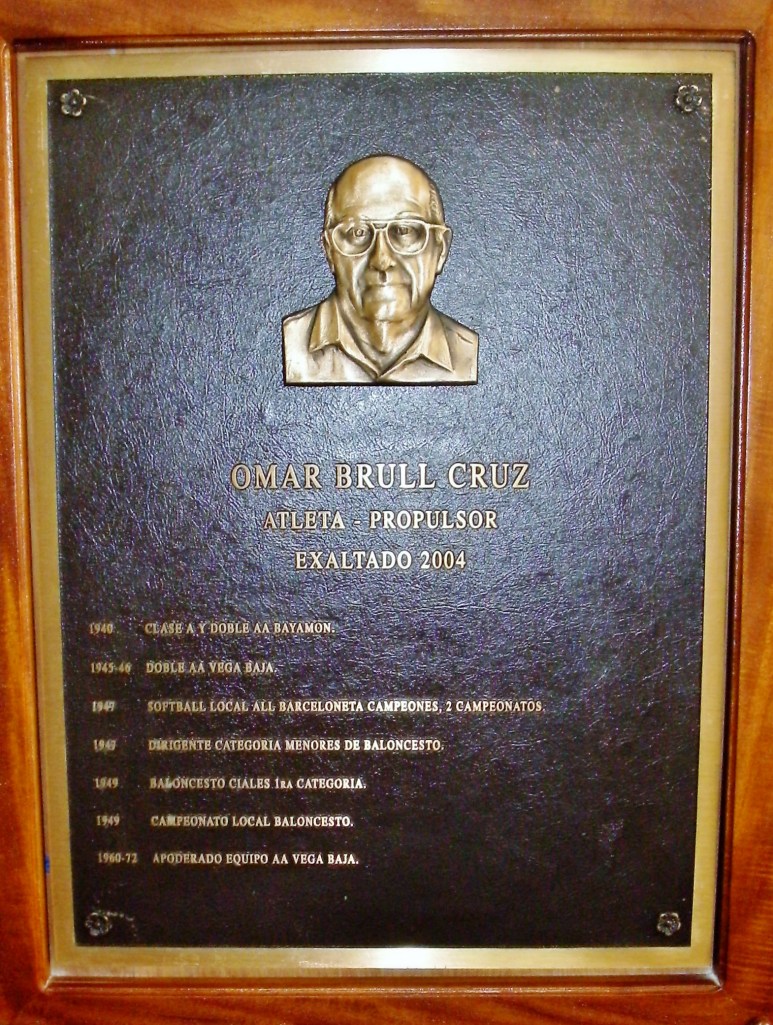 OMAR BRULL CRUZ
ATLETA - PROPULSOR
EXALTADO 2004
1940 CLASE A Y DOBLE AA BAYAMON.
1945-46 DOBLE AA VEGA BAJA.
1947 SOFTBALL LOCAL ALL BARCELONETA CAMPEONES, 2 CAMPEONATOS
1947 DIRIGENTE CATEGORIA MENORES DE BALONCESTO.
1949 BALONCESTO CIALES 1RA CATEGORIA.
1949 CAMPEONATO LOCAL BALONCESTO.
1960-72 APODERADO EQUIPO AA VEGA BAJA.